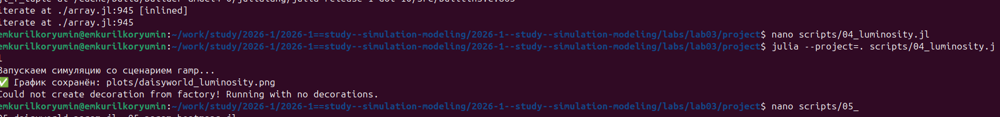 iterate at ./array.jl:945 [inlined]
iterate at ./array.jl:945
emkurilkoryumin@emkurilkoryumin:~/work/study/2026-1/2026-1==study--simulation-modeling/2026-1--study--simulation-modeling/labs/lab03/project$ nano scripts/04_luminosity.jl
emkurilkoryumin@emkurilkoryumin:~/work/study/2026-1/2026-1==study--simulation-modeling/2026-1--study--simulation-modeling/labs/lab03/project$ julia --project=. scripts/04_luminosity.j
l
Запускаем симуляцию со сценарием ramp...
✅ График сохранён: plots/daisyworld_luminosity.png
Could not create decoration from factory! Running with no decorations.
emkurilkoryumin@emkurilkoryumin:~/work/study/2026-1/2026-1==study--simulation-modeling/2026-1--study--simulation-modeling/labs/lab03/project$ nano scripts/05_